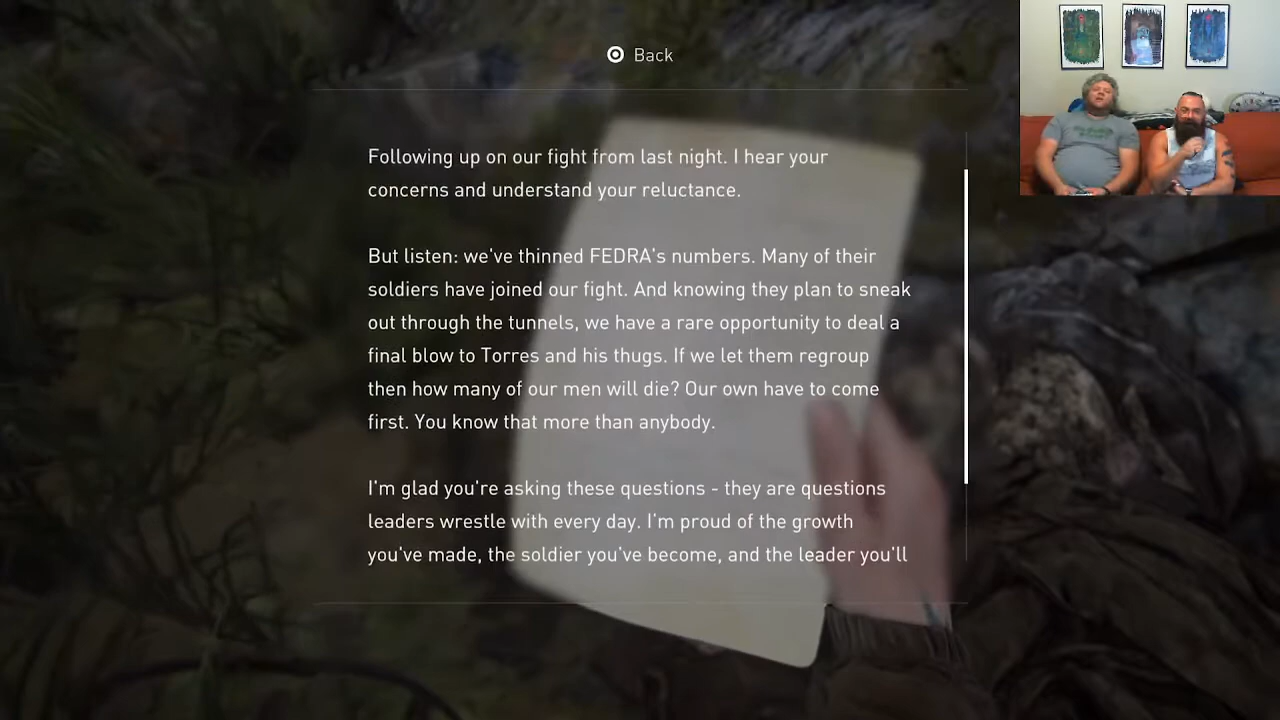 Back
Following up on our fight from last night. I hear your
concerns and understand your reluctance.
But listen: we've thinned FEDRA's numbers. Many of their
soldiers have joined our fight. And knowing they plan to sneak
out through the tunnels, we have a rare opportunity to deal a
final blow to Torres and his thugs. If we let them regroup
then how many of our men will die? Our own have to come
first. You know that more than anybody.
I'm glad you're asking these questions - they are questions
leaders wrestle with every day. I'm proud of the growth
you've made, the soldier you've become, and the leader you'll